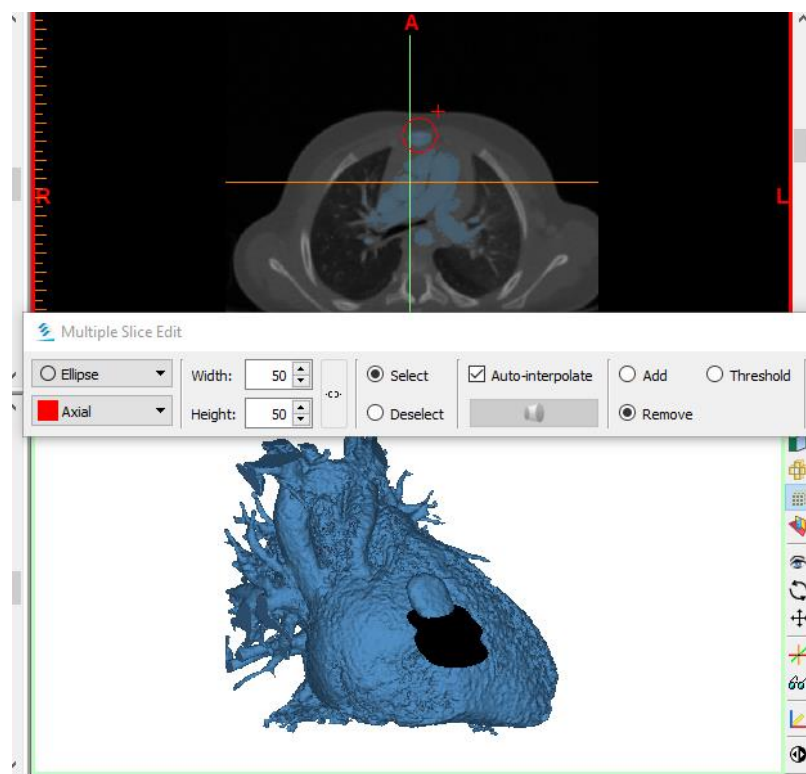 A
R
L
Multiple Slice Edit
Ellipse Width: 50 Select Auto-interpolate Add Threshold
Axial Height: 50 Deselect Remove